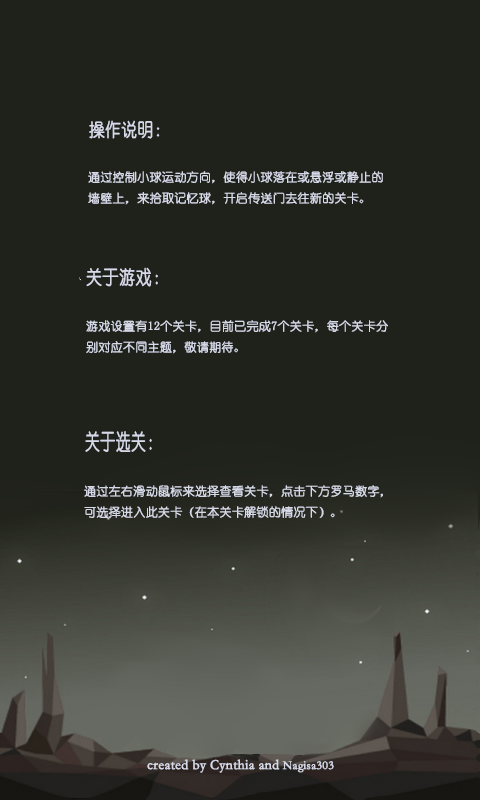 操作说明：
通过控制小球运动方向，使得小球落在或悬浮或静止的
墙壁上，来拾取记忆球，开启传送门去往新的关卡。
关于游戏：
游戏设置有12个关卡，目前已完成7个关卡，每个关卡分
别对应不同主题，敬请期待。
关于选关：
通过左右滑动鼠标来选择查看关卡，点击下方罗马数字，
可选择进入此关卡（在本关卡解锁的情况下）。
created by Cynthia and Nagisa303